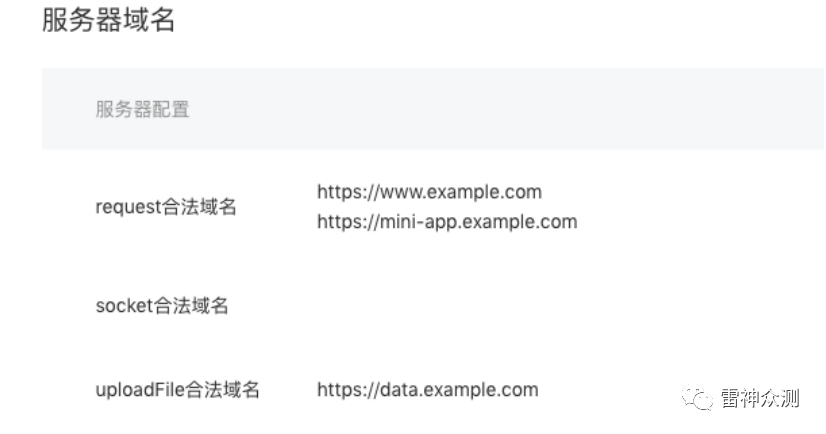 服务器域名
服务器配置
request合法域名
https://www.example.com
https://mini-app.example.com
socket合法域名
uploadFile合法域名
https://data.example.com
雷神众测